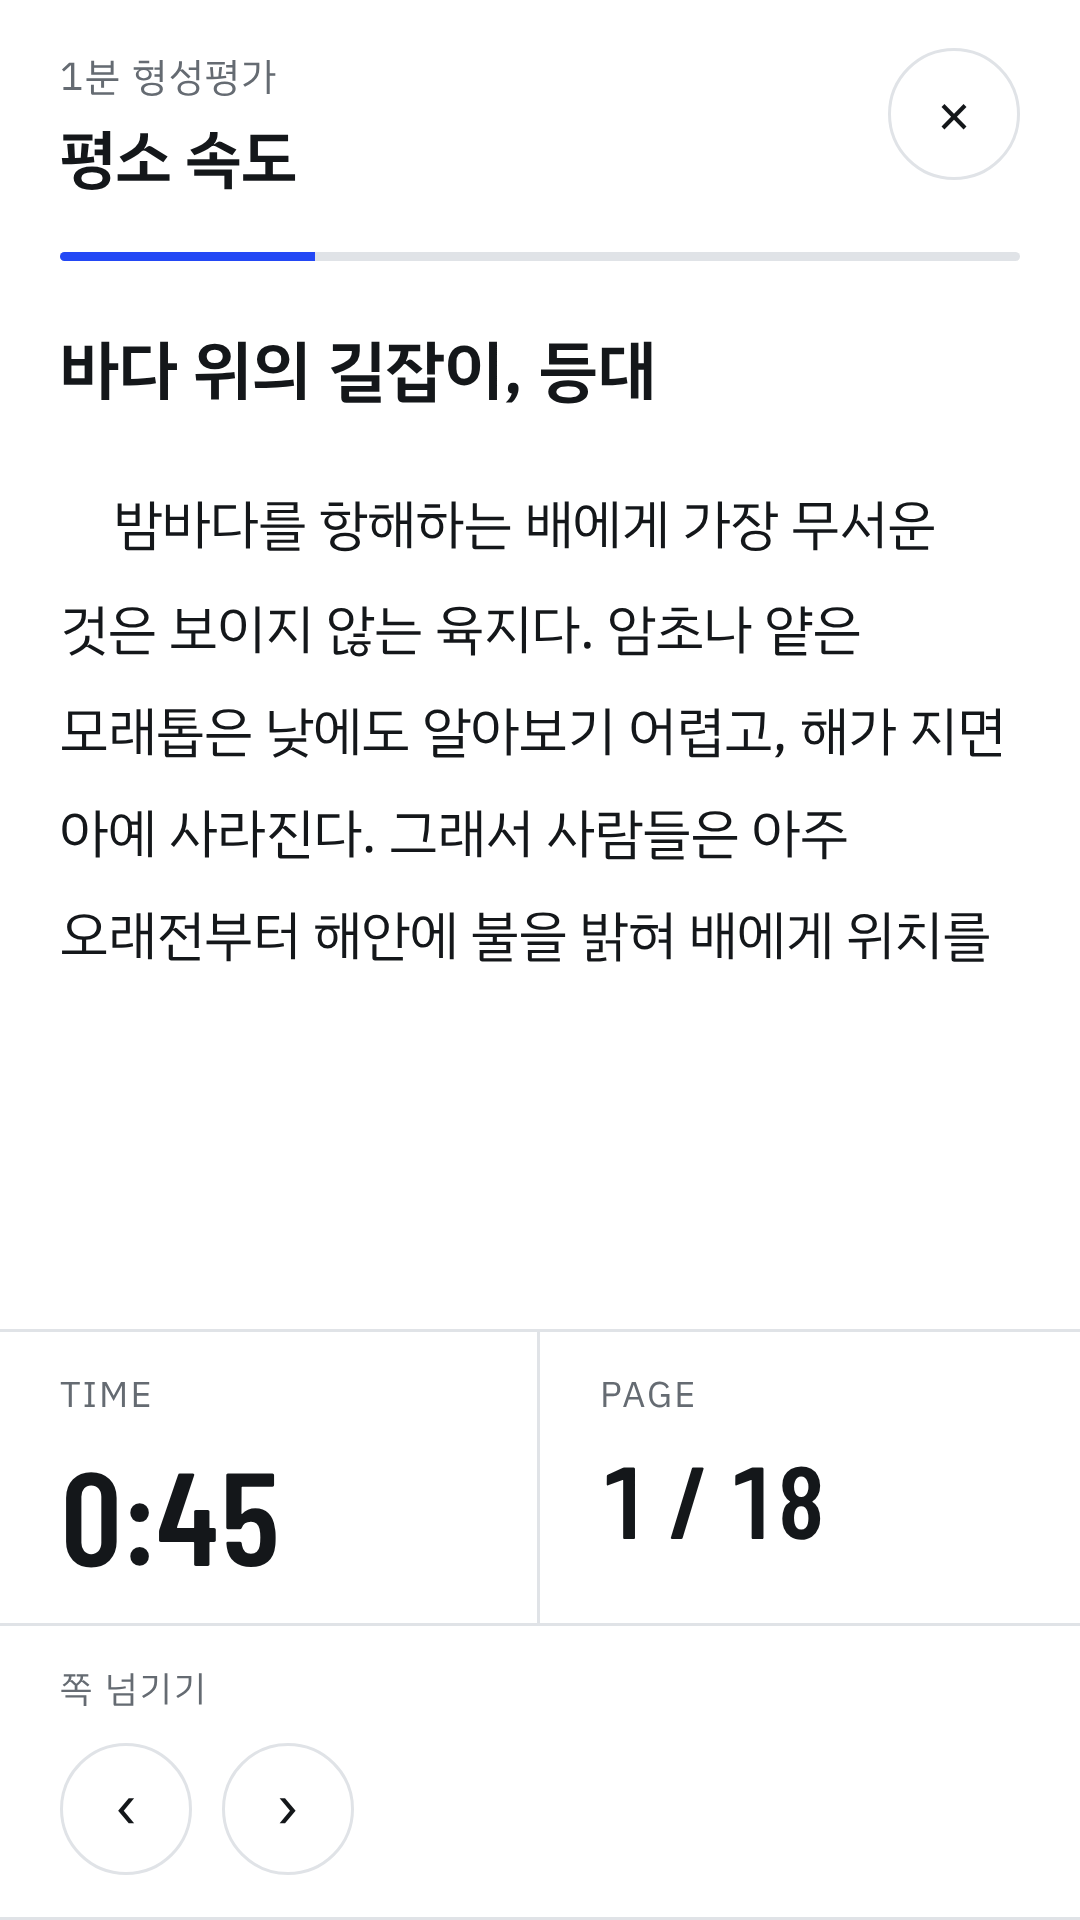 1분 형성평가
평소 속도
×
바다 위의 길잡이, 등대
밤바다를 항해하는 배에게 가장 무서운
것은 보이지 않는 육지다. 암초나 얕은
모래톱은 낮에도 알아보기 어렵고, 해가 지면
아예 사라진다. 그래서 사람들은 아주
오래전부터 해안에 불을 밝혀 배에게 위치를
TIME
0:45
PAGE
1 / 18
쪽 넘기기
‹ ›